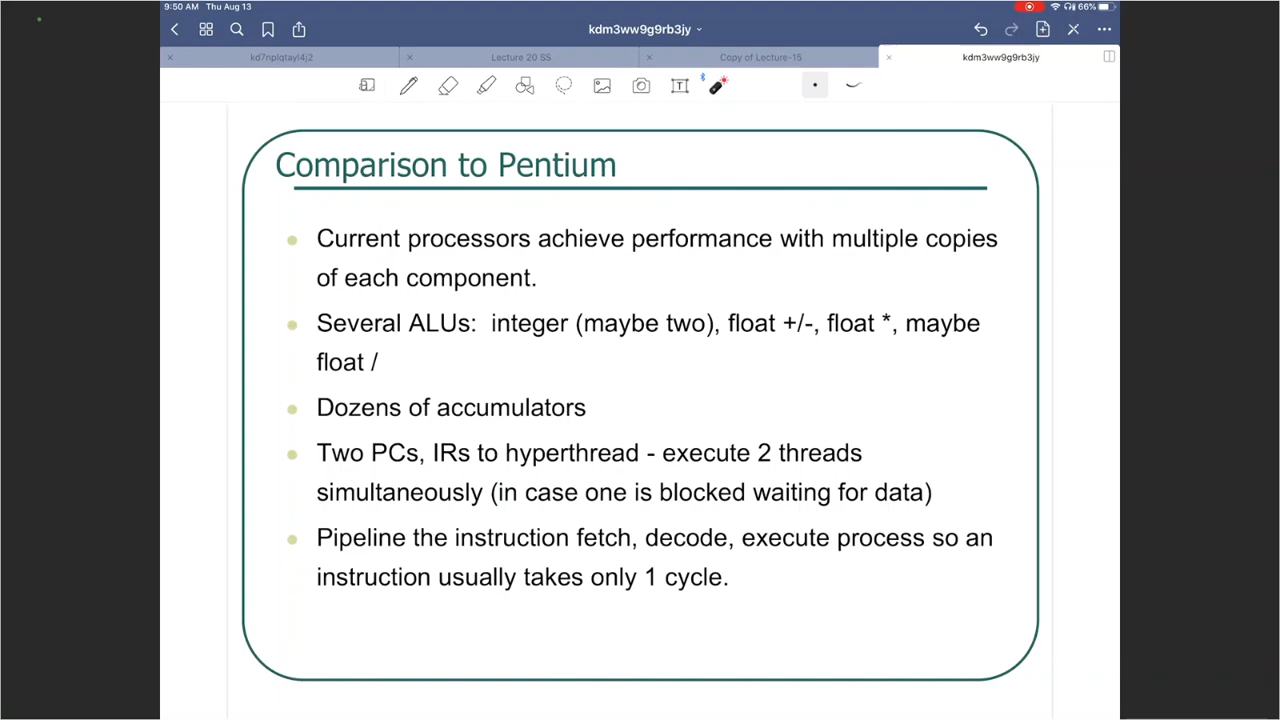 9:50 AM Thu Aug 13
66%
kdm3ww9g9rb3jy
kd7nplqtayl4j2
Lecture 20 SS
Copy of Lecture-15
kdm3ww9g9rb3jy
T
Comparison to Pentium
Current processors achieve performance with multiple copies
of each component.
Several ALUs: integer (maybe two), float +/-, float *, maybe
float /
Dozens of accumulators
Two PCs, IRs to hyperthread - execute 2 threads
simultaneously (in case one is blocked waiting for data)
Pipeline the instruction fetch, decode, execute process so an
instruction usually takes only 1 cycle.